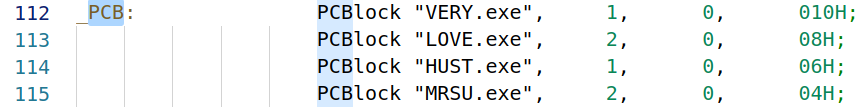 112 _PCB: PCBlock "VERY.exe", 1, 0, 010H;
113 PCBlock "LOVE.exe", 2, 0, 08H;
114 PCBlock "HUST.exe", 1, 0, 06H;
115 PCBlock "MRSU.exe", 2, 0, 04H;